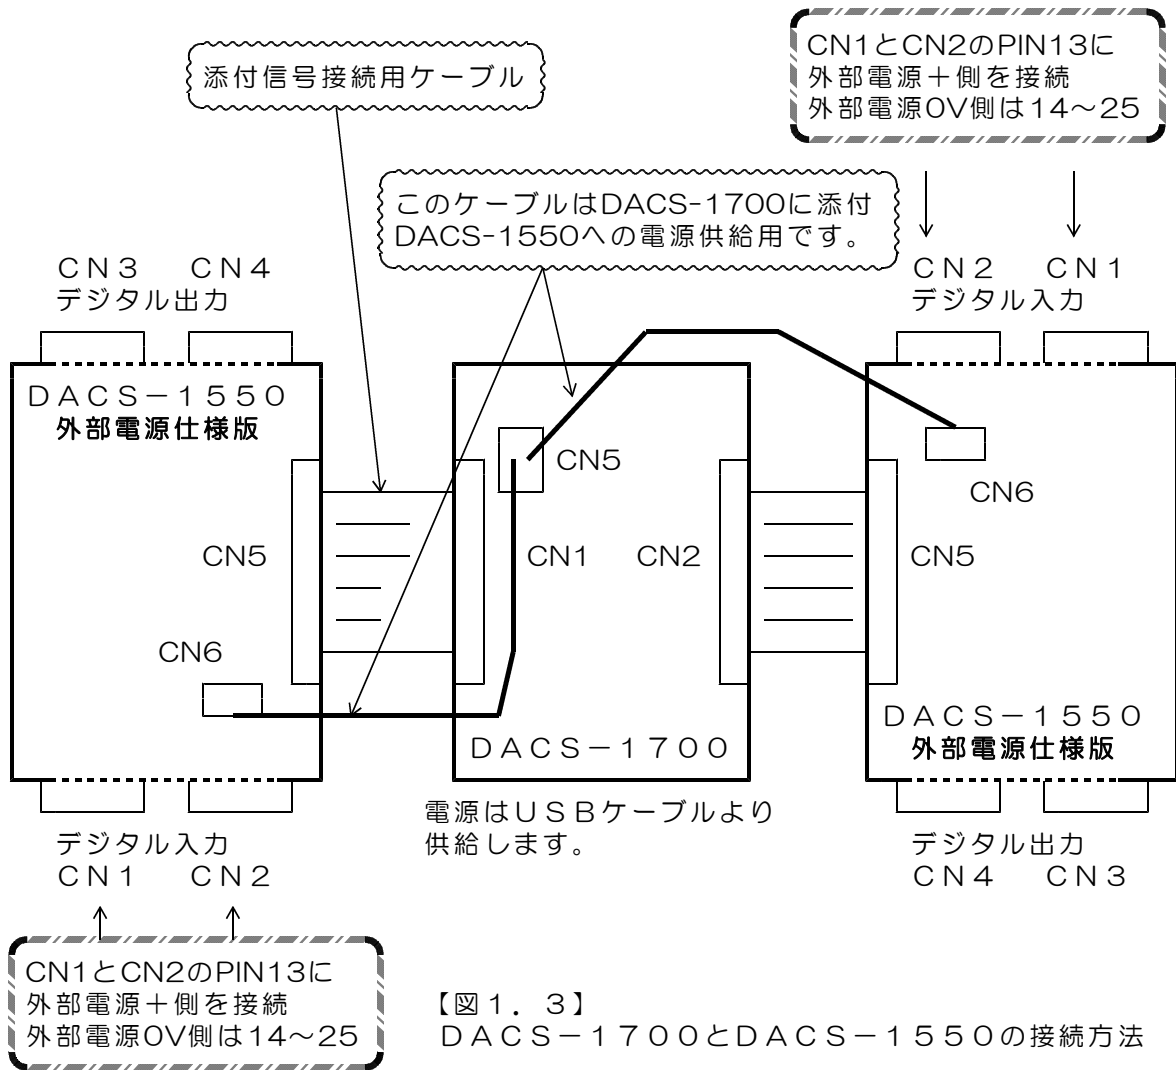 CN1とCN2のPIN13に
外部電源＋側を接続
外部電源0V側は14～25
添付信号接続用ケーブル
このケーブルはDACS-1700に添付
DACS-1550への電源供給用です。
ＣＮ３　ＣＮ４
デジタル出力
ＣＮ２　ＣＮ１
デジタル入力
ＤＡＣＳ－１５５０
外部電源仕様版
CN5
CN6
CN5
CN1
CN2
CN5
CN6
ＤＡＣＳ－１７００
ＤＡＣＳ－１５５０
外部電源仕様版
電源はＵＳＢケーブルより
供給します。
デジタル入力
ＣＮ１　ＣＮ２
デジタル出力
ＣＮ４　ＣＮ３
CN1とCN2のPIN13に
外部電源＋側を接続
外部電源0V側は14～25
【図１．３】
ＤＡＣＳ－１７００とＤＡＣＳ－１５５０の接続方法